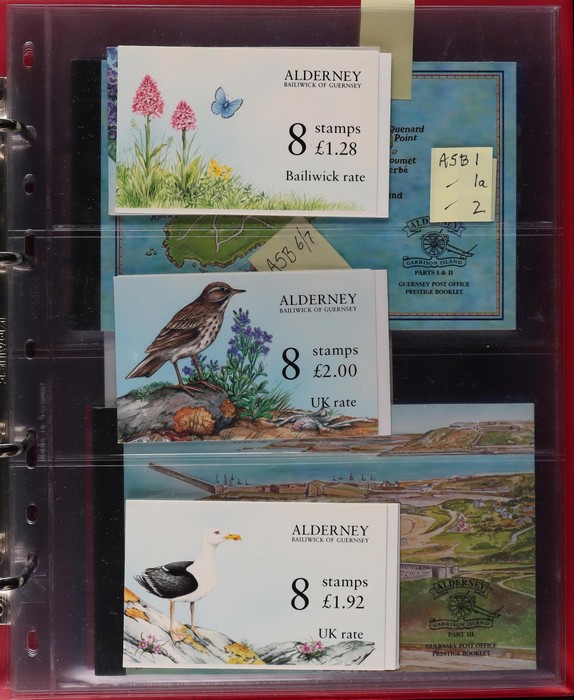 ALDERNEY
BAILIWICK OF GUERNSEY
8 stamps
£1.28
Bailiwick rate
Quenard
Point
ASB 1
1a
2
GARRISON ISLAND
PARTS I & II
GUERNSEY POST OFFICE
PRESTIGE BOOKLET
ASB 6/7
ALDERNEY
BAILIWICK OF GUERNSEY
8 stamps
£2.00
UK rate
ALDERNEY
BAILIWICK OF GUERNSEY
8 stamps
£1.92
UK rate
ALDERNEY
GARRISON ISLAND
PART III
GUERNSEY POST OFFICE
PRESTIGE BOOKLET